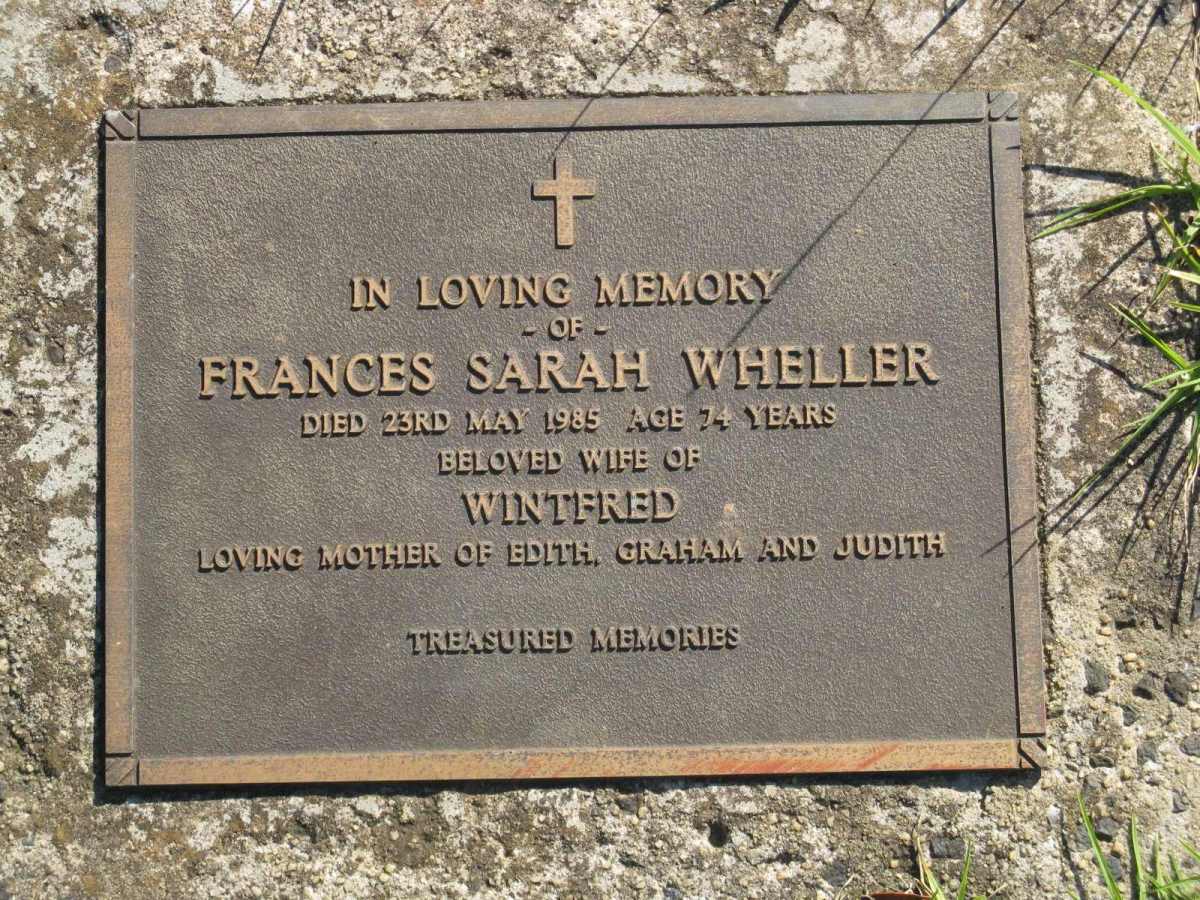 IN LOVING MEMORY
- OF -
FRANCES SARAH WHELLER
DIED 23RD MAY 1985 AGE 74 YEARS
BELOVED WIFE OF
WINTFRED
LOVING MOTHER OF EDITH, GRAHAM AND JUDITH
TREASURED MEMORIES